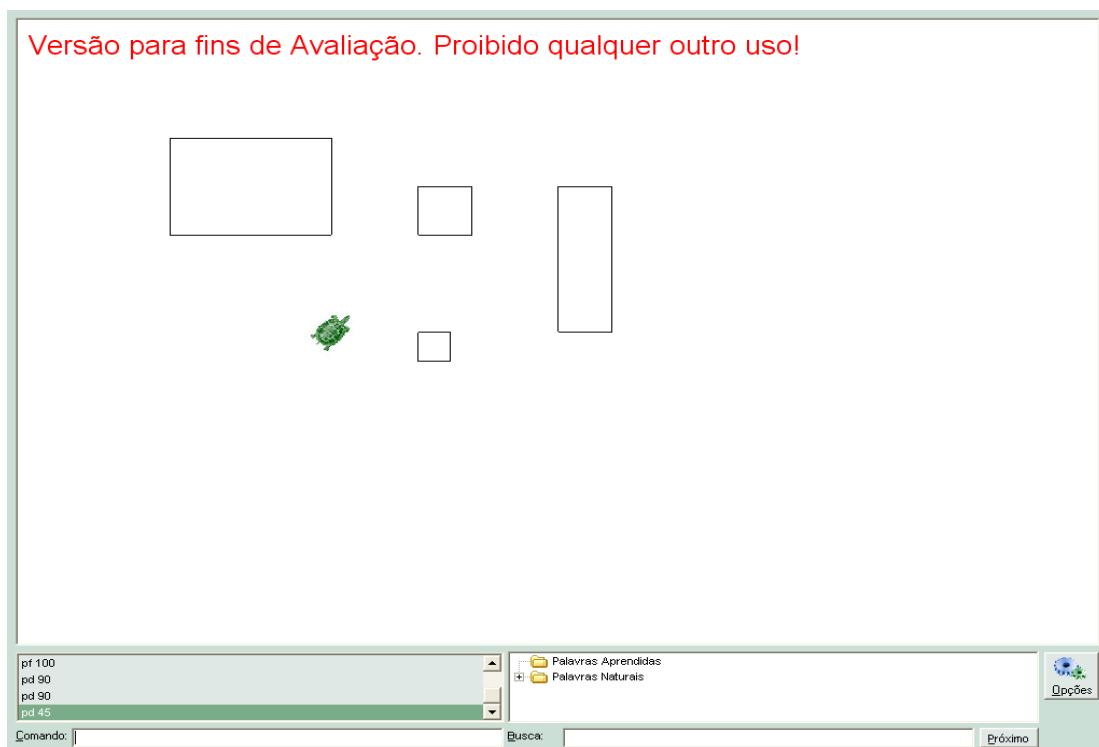 Versão para fins de Avaliação. Proibido qualquer outro uso!
pf 100
pd 90
pd 90
pd 45
Palavras Aprendidas
Palavras Naturais
Opções
Comando:
Busca:
Próximo